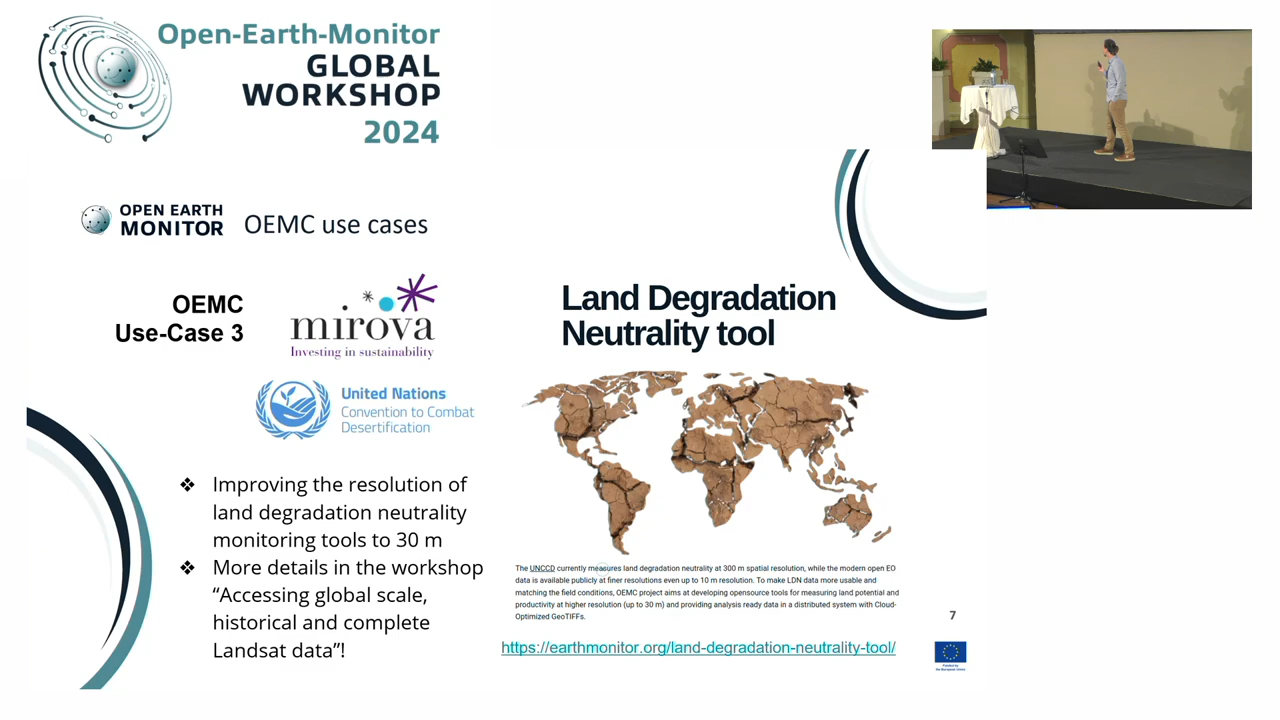 Open-Earth-Monitor
GLOBAL
WORKSHOP
2024
OPEN EARTH
MONITOR
OEMC use cases
OEMC
Use-Case 3
mirova
Investing in sustainability
United Nations
Convention to Combat
Desertification
❖ Improving the resolution of
land degradation neutrality
monitoring tools to 30 m
❖ More details in the workshop
“Accessing global scale,
historical and complete
Landsat data”!
Land Degradation
Neutrality tool
The UNCCD currently measures land degradation neutrality at 300 m spatial resolution, while the modern open EO
data is available publicly at finer resolutions even up to 10 m resolution. To make LDN data more usable and
matching the field conditions, OEMC project aims at developing opensource tools for measuring land potential and
productivity at higher resolution (up to 30 m) and providing analysis ready data in a distributed system with Cloud-
Optimized GeoTIFFs.
https://earthmonitor.org/land-degradation-neutrality-tool/
7
Funded by
the European Union